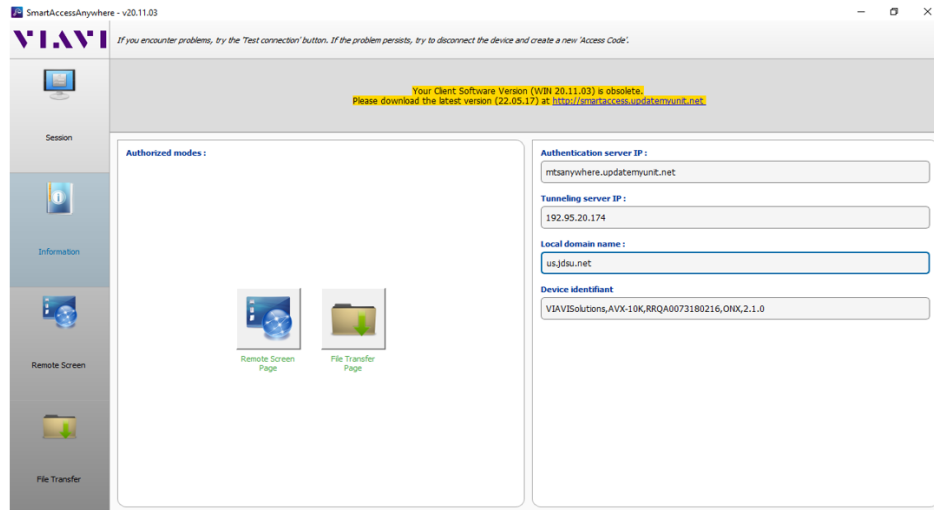 SmartAccessAnywhere - v20.11.03
VIAVI
If you encounter problems, try the 'Test connection' button. If the problem persists, try to disconnect the device and create a new 'Access Code'.
Your Client Software Version (WIN 20.11.03) is obsolete.
Please download the latest version (22.05.17) at http://smartaccess.updatemyunit.net
Session
Information
Remote Screen
File Transfer
Authorized modes :
Remote Screen
Page
File Transfer
Page
Authentication server IP :
mtsanywhere.updatemyunit.net
Tunneling server IP :
192.95.20.174
Local domain name :
us.jdsu.net
Device identifiant
VIAVISolutions,AVX-10K,RRQA0073180216,ONX,2.1.0